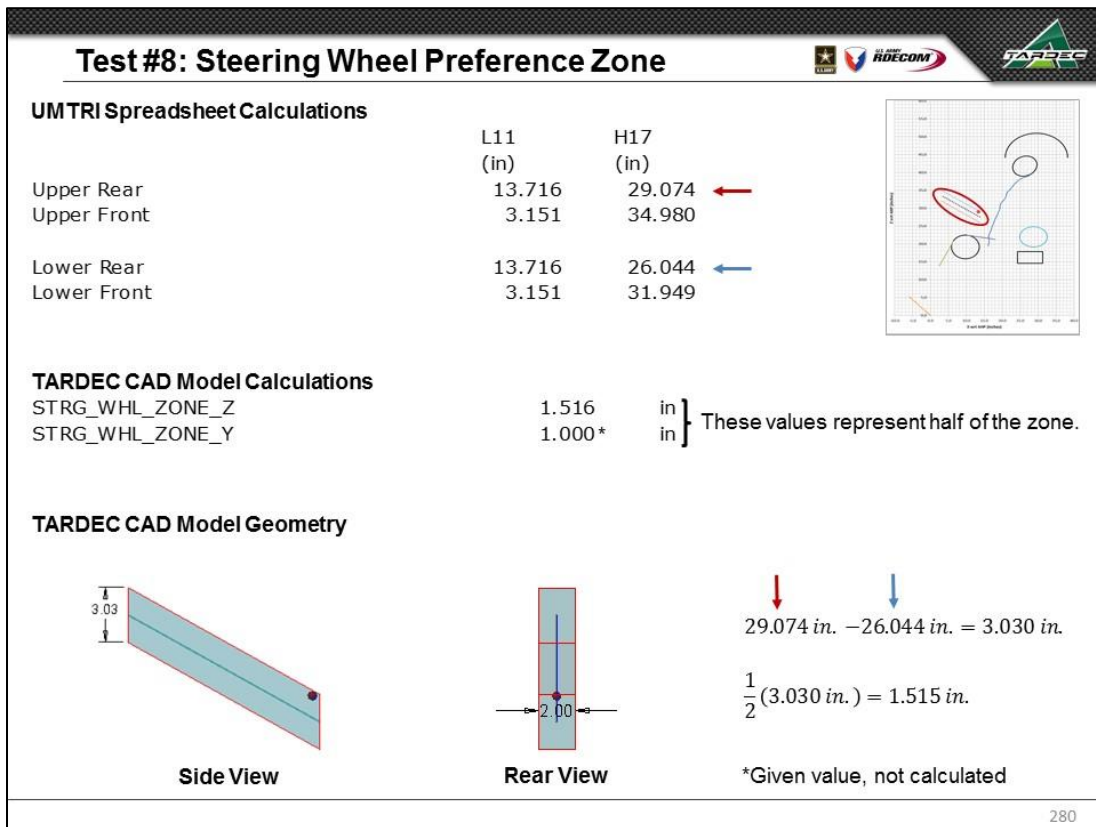 Test #8: Steering Wheel Preference Zone
U.S. ARMY
U.S. ARMY
RDECOM
TARDEC
UMTRI Spreadsheet Calculations
L11 H17
(in) (in)
Upper Rear 13.716 29.074
Upper Front 3.151 34.980
Lower Rear 13.716 26.044
Lower Front 3.151 31.949
TARDEC CAD Model Calculations
STRG_WHL_ZONE_Z 1.516 in
STRG_WHL_ZONE_Y 1.000* in
These values represent half of the zone.
TARDEC CAD Model Geometry
3.03
2.00
29.074 in. −26.044 in. = 3.030 in.
1/2 (3.030 in.) = 1.515 in.
Side View
Rear View
*Given value, not calculated
280